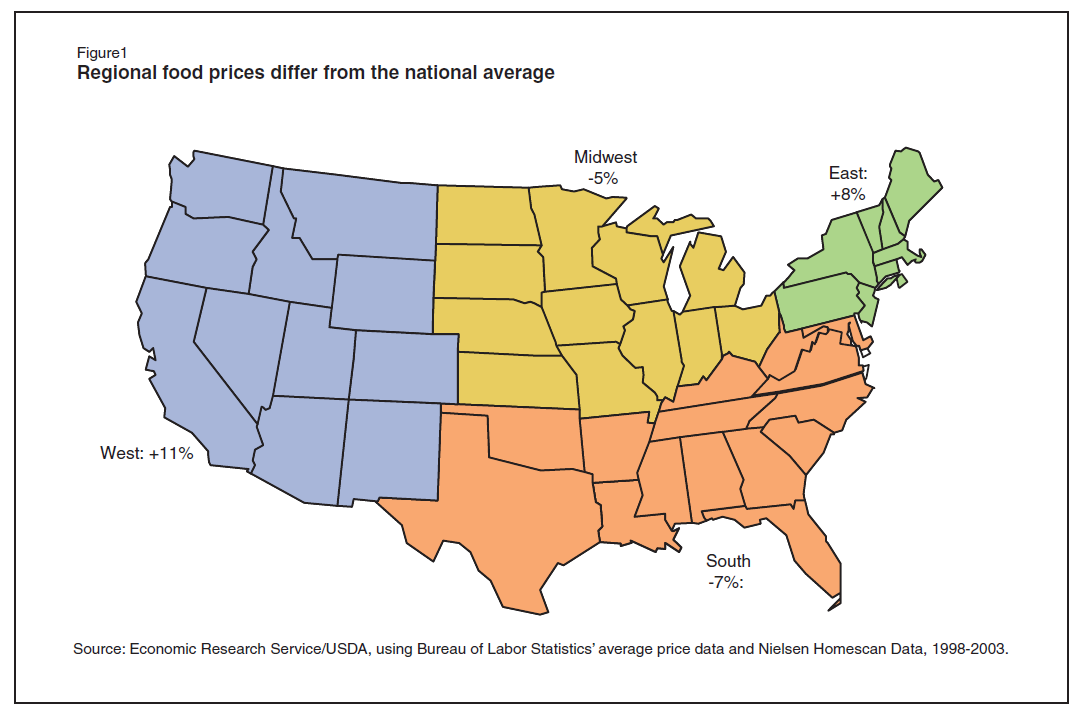 Figure1
Regional food prices differ from the national average
Midwest
-5%
East:
+8%
West: +11%
South
-7%:
Source: Economic Research Service/USDA, using Bureau of Labor Statistics’ average price data and Nielsen Homescan Data, 1998-2003.